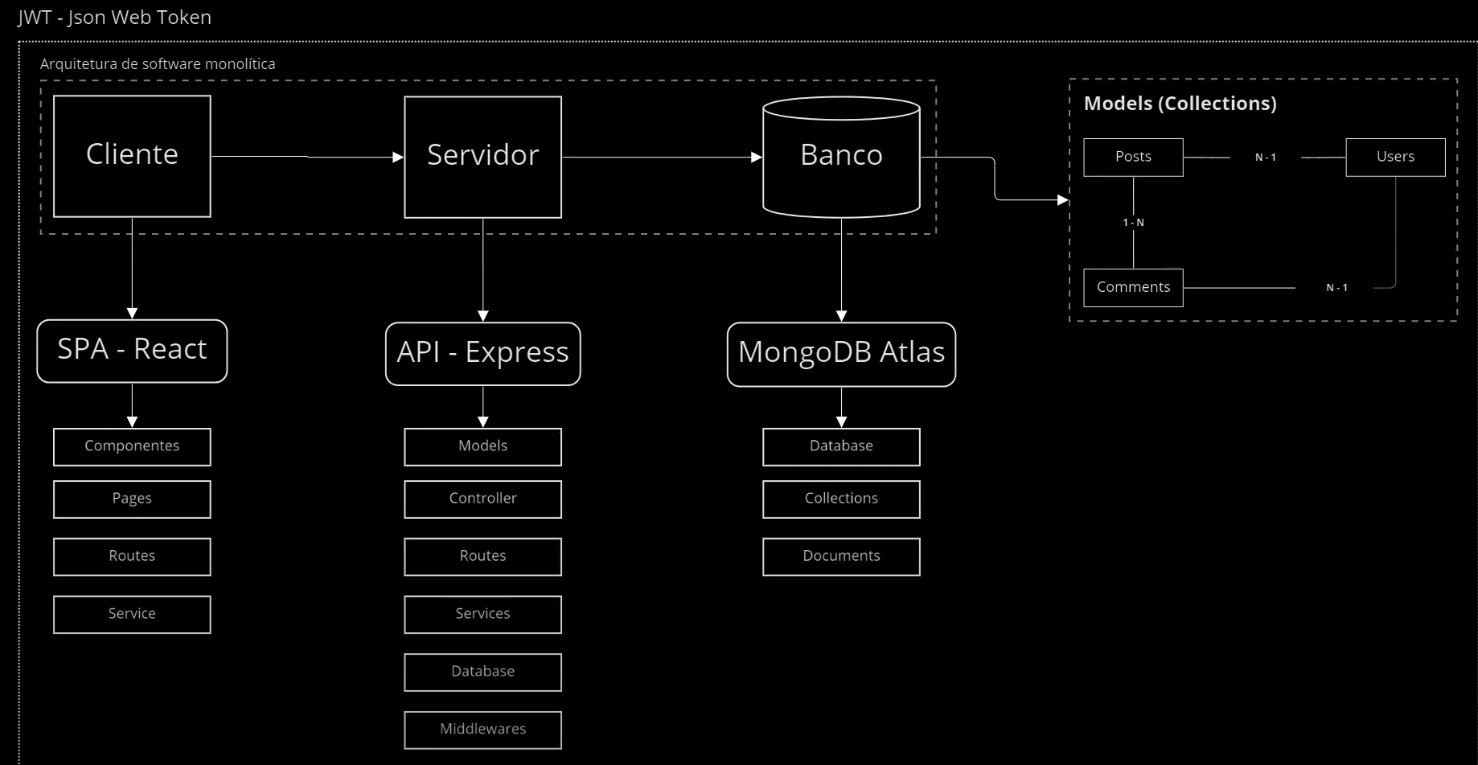 JWT - Json Web Token
Arquitetura de software monolítica
Cliente
Servidor
Banco
Models (Collections)
Posts
N - 1
Users
1 - N
Comments
N - 1
SPA - React
API - Express
MongoDB Atlas
Componentes
Models
Database
Pages
Controller
Collections
Routes
Routes
Documents
Service
Services
Database
Middlewares